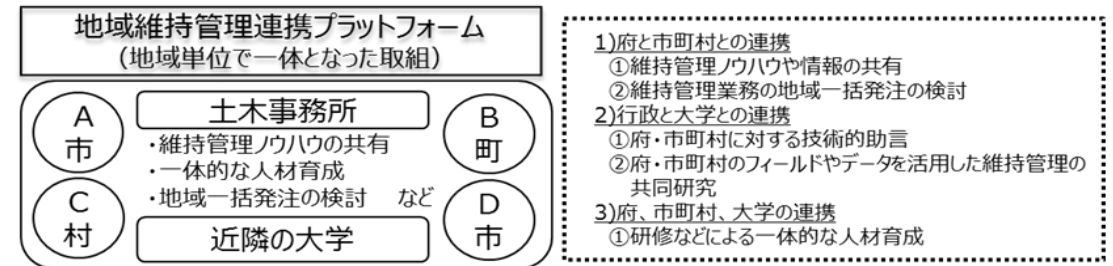 地域維持管理連携プラットフォーム
(地域単位で一体となった取組)
A
市
土木事務所
B
町
・維持管理ノウハウの共有
・一体的な人材育成
・地域一括発注の検討　など
C
村
近隣の大学
D
市
1)府と市町村との連携
①維持管理ノウハウや情報の共有
②維持管理業務の地域一括発注の検討
2)行政と大学との連携
①府・市町村に対する技術的助言
②府・市町村のフィールドやデータを活用した維持管理の
共同研究
3)府、市町村、大学の連携
①研修などによる一体的な人材育成